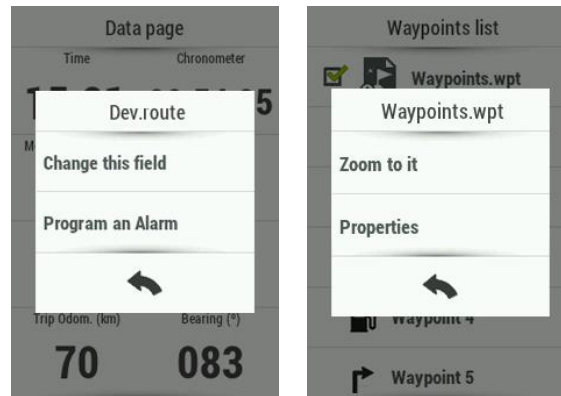 Data page
Time
Chronometer
5
Dev.route
Change this field
Program an Alarm
Trip Odom. (km)
Bearing (º)
70
083
Waypoints list
Waypoints.wpt
Waypoints.wpt
Zoom to it
Properties
Waypoint 4
Waypoint 5